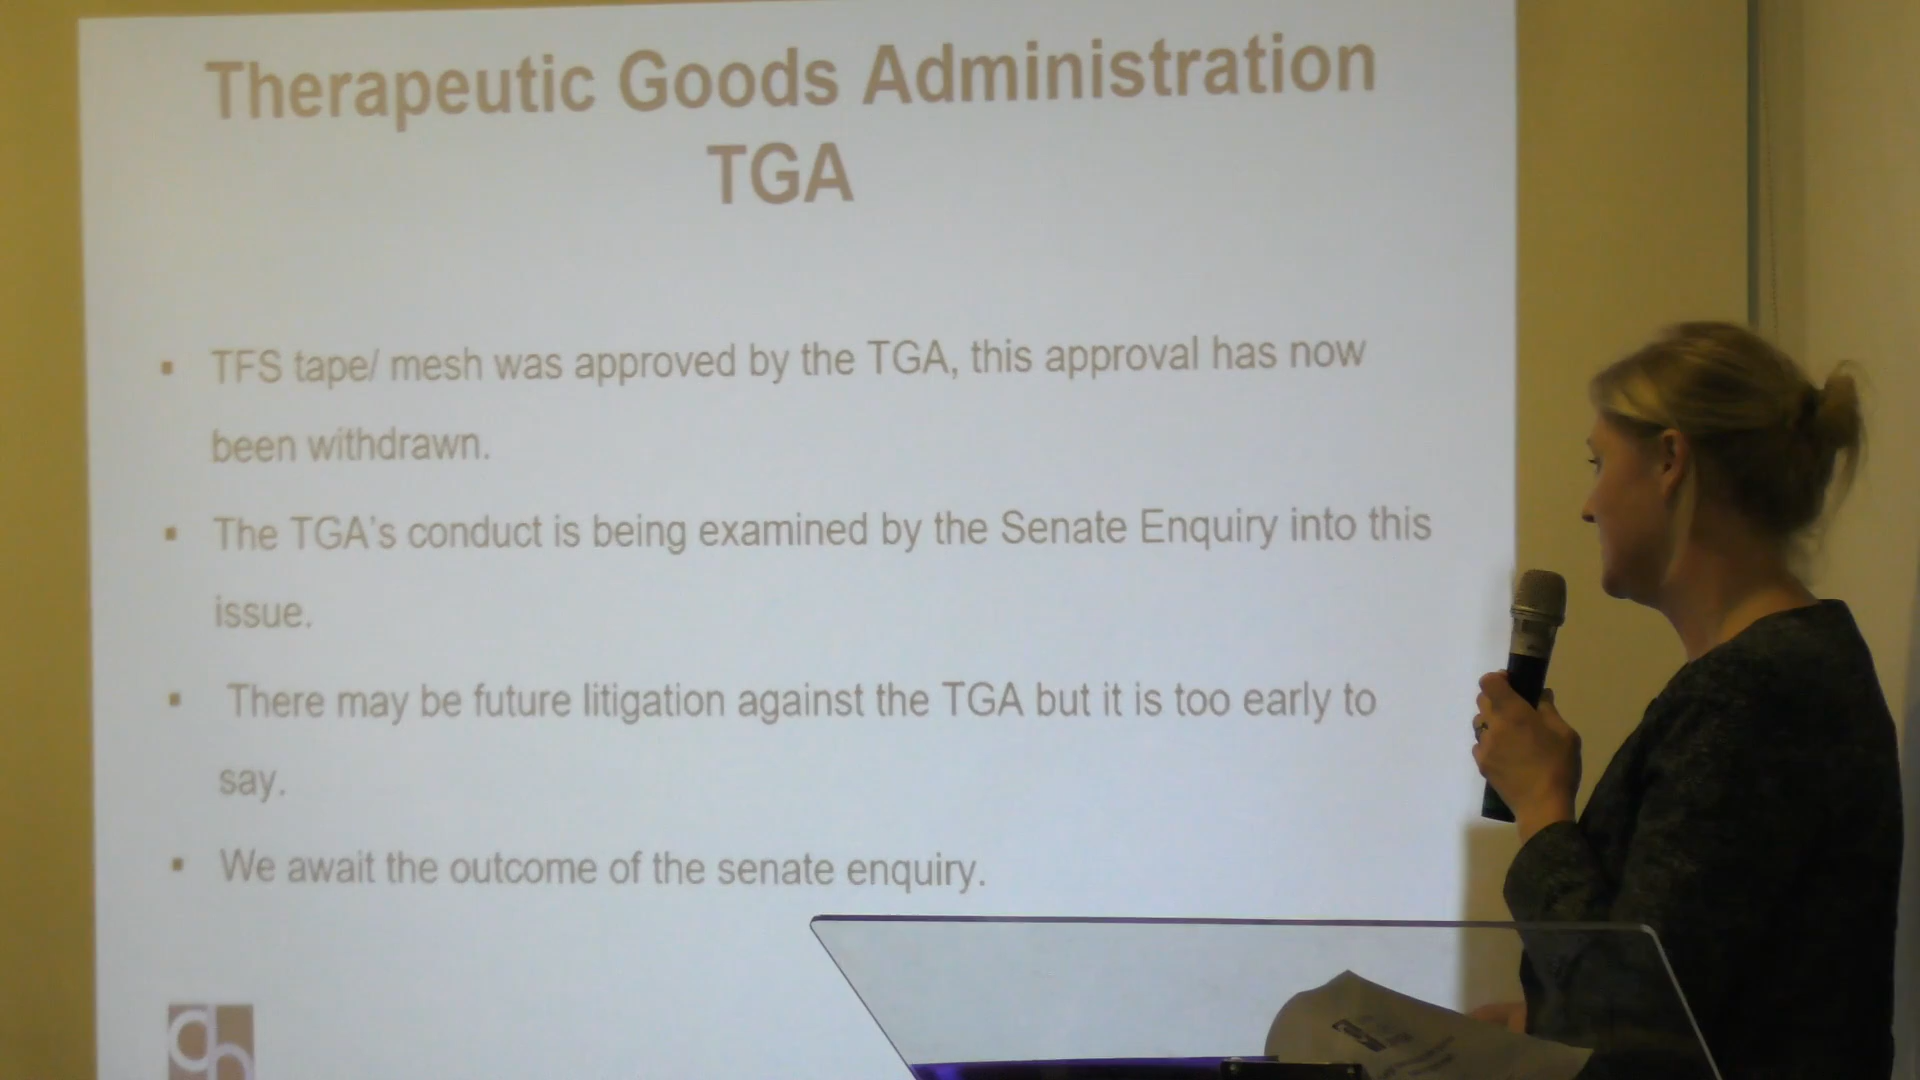 Therapeutic Goods Administration
TGA
▪ TFS tape/ mesh was approved by the TGA, this approval has now
been withdrawn.
▪ The TGA's conduct is being examined by the Senate Enquiry into this
issue.
▪ There may be future litigation against the TGA but it is too early to
say.
▪ We await the outcome of the senate enquiry.